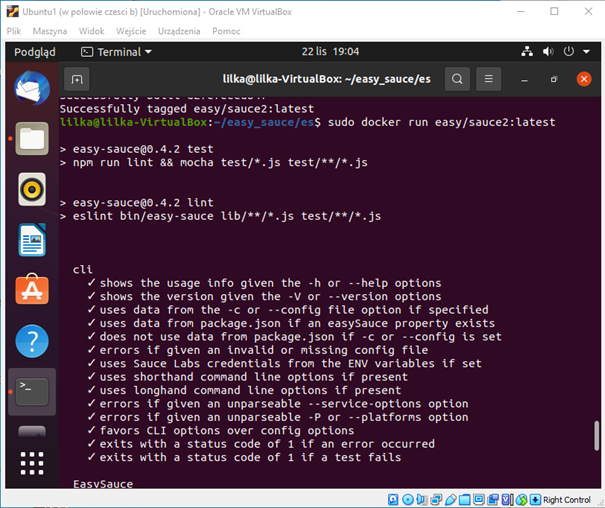 Ubuntu1 (w polowie czesci b) [Uruchomiona] - Oracle VM VirtualBox
Plik Maszyna Widok Wejście Urządzenia Pomoc
Podgląd Terminal 22 lis 19:04
lilka@lilka-VirtualBox: ~/easy_sauce/es
Successfully tagged easy/sauce2:latest
lilka@lilka-VirtualBox:~/easy_sauce/es$ sudo docker run easy/sauce2:latest
> easy-sauce@0.4.2 test
> npm run lint && mocha test/*.js test/**/*.js
> easy-sauce@0.4.2 lint
> eslint bin/easy-sauce lib/**/*.js test/**/*.js
cli
✓ shows the usage info given the -h or --help options
✓ shows the version given the -V or --version options
✓ uses data from the -c or --config file option if specified
✓ uses data from package.json if an easySauce property exists
✓ does not use data from package.json if -c or --config is set
✓ errors if given an invalid or missing config file
✓ uses Sauce Labs credentials from the ENV variables if set
✓ uses shorthand command line options if present
✓ uses longhand command line options if present
✓ errors if given an unparseable --service-options option
✓ errors if given an unparseable -P or --platforms option
✓ favors CLI options over config options
✓ exits with a status code of 1 if an error occurred
✓ exits with a status code of 1 if a test fails
EasySauce
Right Control